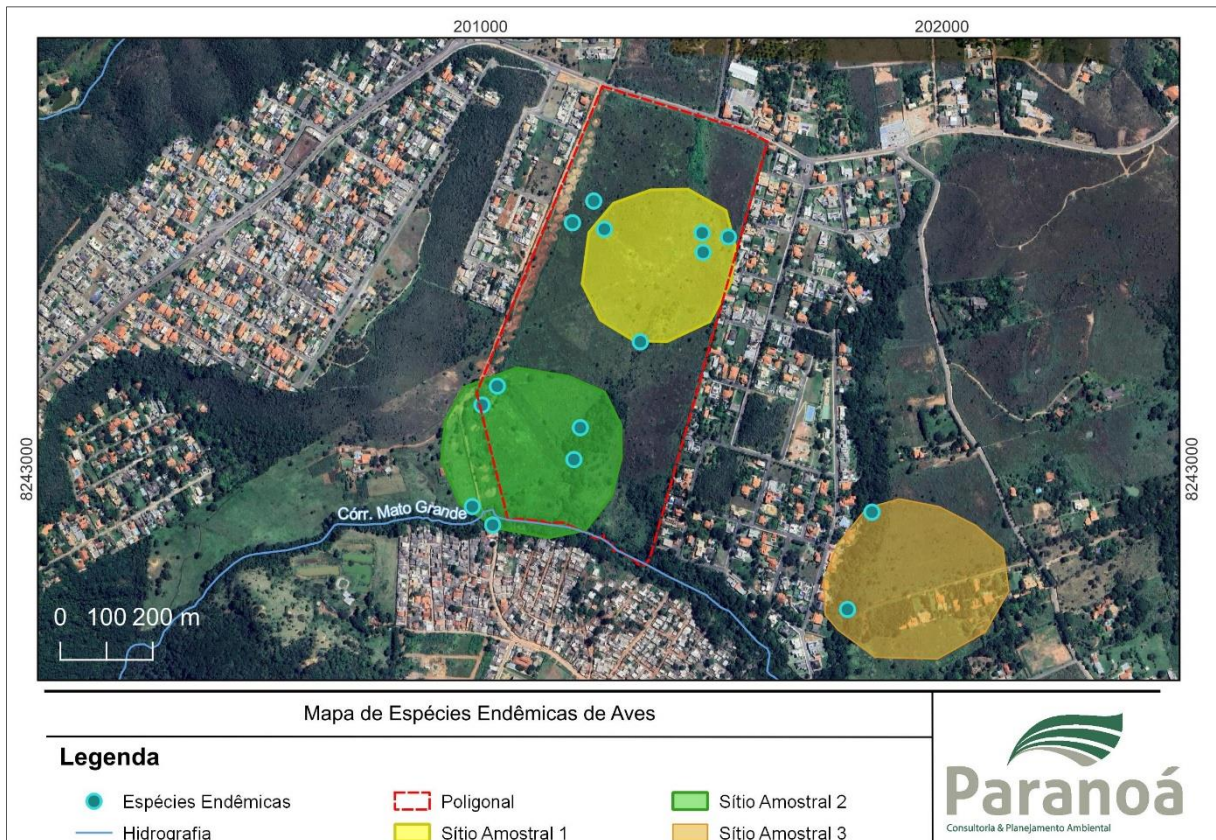 201000
202000
8243000
8243000
Córr. Mato Grande
0 100 200 m
Mapa de Espécies Endêmicas de Aves
Legenda
Espécies Endêmicas
Poligonal
Sítio Amostral 2
Hidrografia
Sítio Amostral 1
Sítio Amostral 3
Paranoá
Consultoria & Planejamento Ambiental